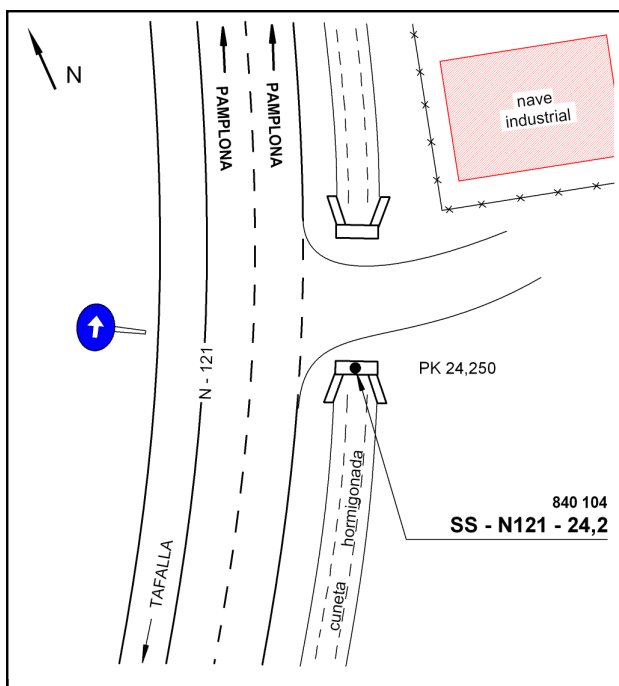 N
PAMPLONA
PAMPLONA
nave
industrial
N - 121
PK 24,250
840 104
SS - N121 - 24,2
hormigonada
cuneta
TAFALLA